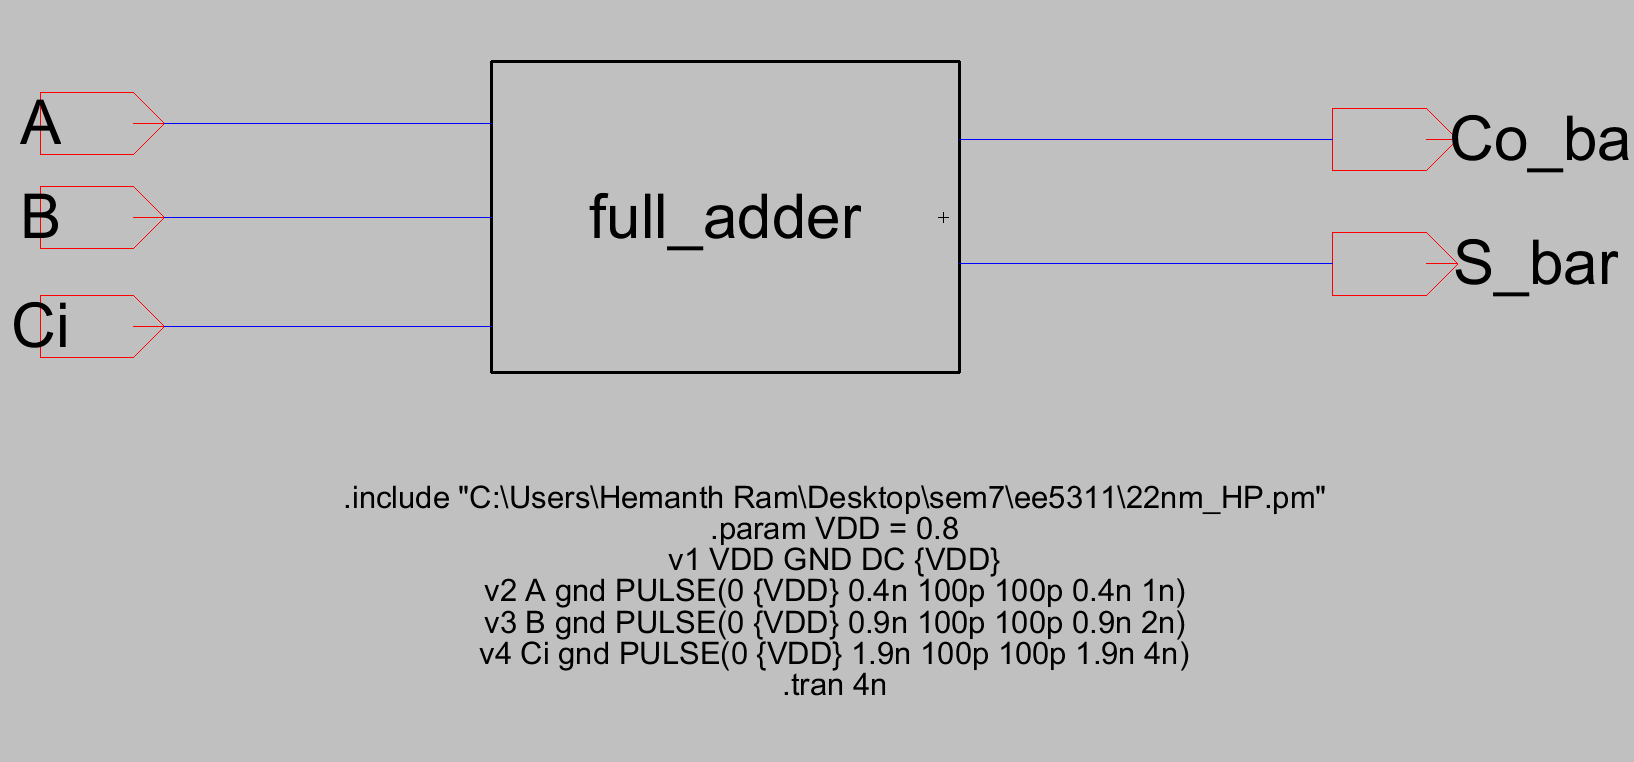 A
B
Ci
full_adder
Co_ba
S_bar
.include "C:\Users\Hemanth Ram\Desktop\sem7\ee5311\22nm_HP.pm"
.param VDD = 0.8
v1 VDD GND DC {VDD}
v2 A gnd PULSE(0 {VDD} 0.4n 100p 100p 0.4n 1n)
v3 B gnd PULSE(0 {VDD} 0.9n 100p 100p 0.9n 2n)
v4 Ci gnd PULSE(0 {VDD} 1.9n 100p 100p 1.9n 4n)
.tran 4n